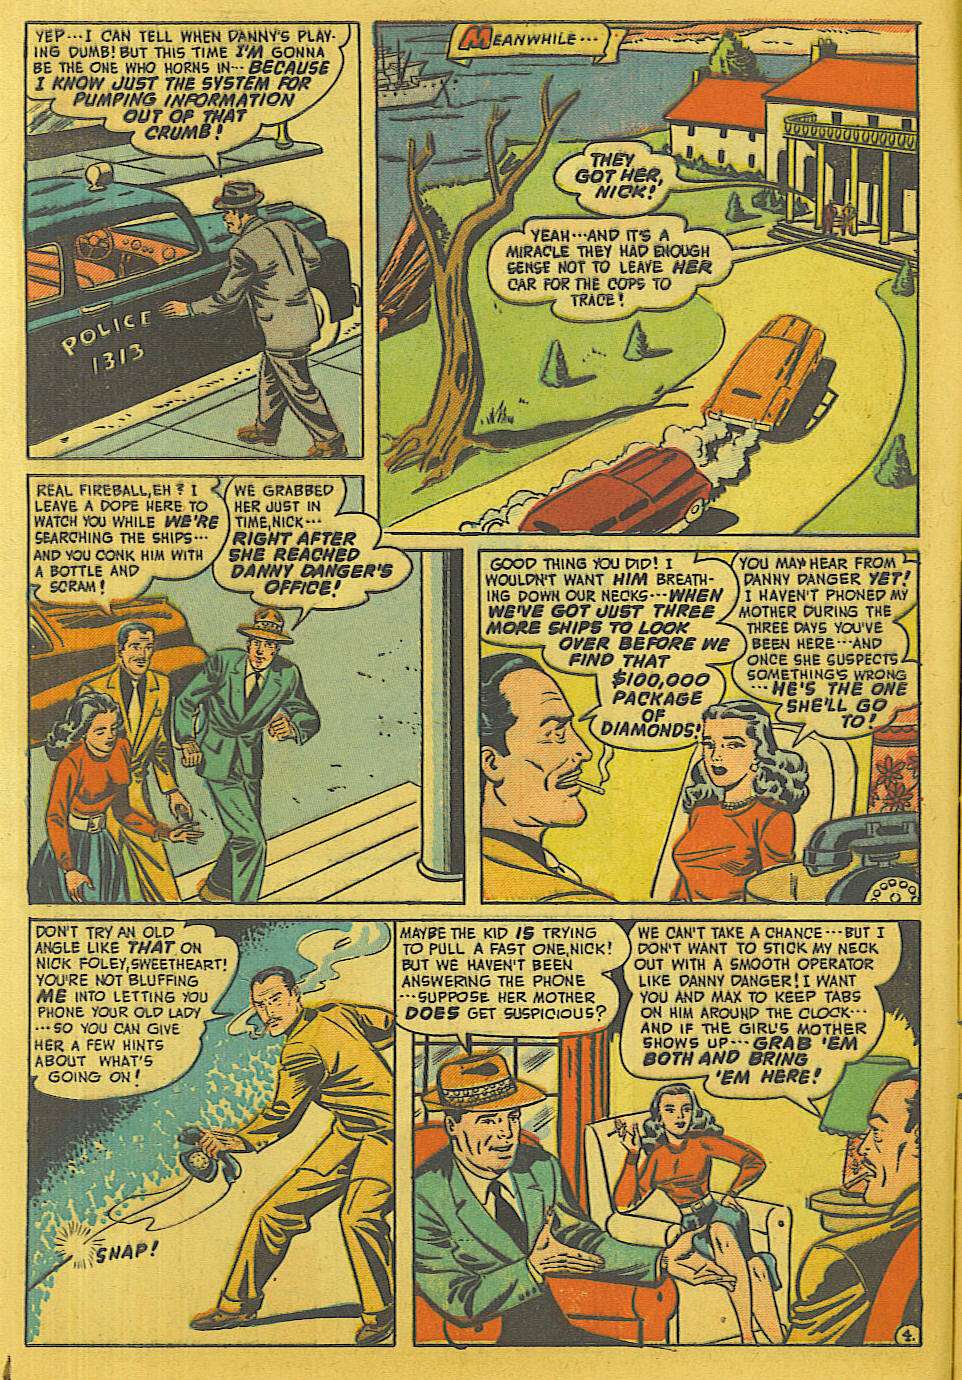 YEP---I CAN TELL WHEN DANNY'S PLAY-
ING DUMB! BUT THIS TIME I'M GONNA
BE THE ONE WHO HORNS IN---BECAUSE
I KNOW JUST THE SYSTEM FOR
PUMPING INFORMATION
OUT OF THAT
CRUMB!
POLICE
1313
MEANWHILE---
THEY
GOT HER,
NICK!
YEAH---AND IT'S A
MIRACLE THEY HAD ENOUGH
SENSE NOT TO LEAVE HER
CAR FOR THE COPS TO
TRACE!
REAL FIREBALL, EH? I
LEAVE A DOPE HERE TO
WATCH YOU WHILE WE'RE
SEARCHING THE SHIPS---
AND YOU CONK HIM WITH
A BOTTLE AND
SCRAM!
WE GRABBED
HER JUST IN
TIME, NICK---
RIGHT AFTER
SHE REACHED
DANNY DANGER'S
OFFICE!
GOOD THING YOU DID! I
WOULDN'T WANT HIM BREATH-
ING DOWN OUR NECKS---WHEN
WE'VE GOT JUST THREE
MORE SHIPS TO LOOK
OVER BEFORE WE
FIND THAT
$100,000
PACKAGE
OF
DIAMONDS!
YOU MAY HEAR FROM
DANNY DANGER YET!
I HAVEN'T PHONED MY
MOTHER DURING THE
THREE DAYS YOU'VE
BEEN HERE---AND
ONCE SHE SUSPECTS
SOMETHING'S WRONG
---HE'S THE ONE
SHE'LL GO
TO!
DON'T TRY AN OLD
ANGLE LIKE THAT ON
NICK FOLEY, SWEETHEART!
YOU'RE NOT BLUFFING
ME INTO LETTING YOU
PHONE YOUR OLD LADY
---SO YOU CAN GIVE
HER A FEW HINTS
ABOUT WHAT'S
GOING ON!
SNAP!
MAYBE THE KID IS TRYING
TO PULL A FAST ONE, NICK!
BUT WE HAVEN'T BEEN
ANSWERING THE PHONE
---SUPPOSE HER MOTHER
DOES GET SUSPICIOUS?
WE CAN'T TAKE A CHANCE---BUT I
DON'T WANT TO STICK MY NECK
OUT WITH A SMOOTH OPERATOR
LIKE DANNY DANGER! I WANT
YOU AND MAX TO KEEP TABS
ON HIM AROUND THE CLOCK---
AND IF THE GIRL'S MOTHER
SHOWS UP---GRAB 'EM
BOTH AND BRING
'EM HERE!
4.